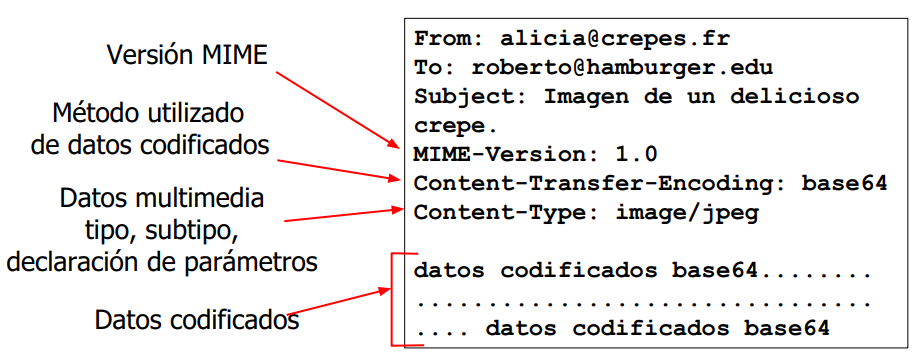 Versión MIME
Método utilizado
de datos codificados
Datos multimedia
tipo, subtipo,
declaración de parámetros
Datos codificados
From: alicia@crepes.fr
To: roberto@hamburger.edu
Subject: Imagen de un delicioso
crepe.
MIME-Version: 1.0
Content-Transfer-Encoding: base64
Content-Type: image/jpeg
datos codificados base64........
................................
.... datos codificados base64